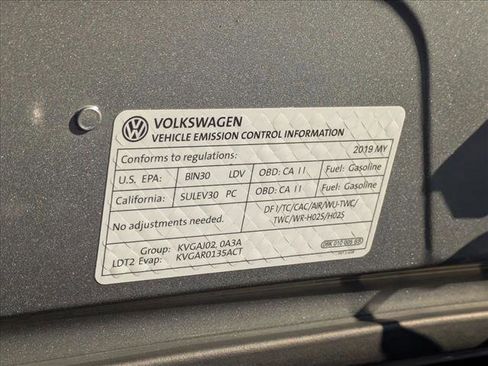 VOLKSWAGEN
VEHICLE EMISSION CONTROL INFORMATION
Conforms to regulations: 2019 MY
U.S. EPA: BIN30 LDV OBD: CA II Fuel: Gasoline
California: SULEV30 PC OBD: CA II Fuel: Gasoline
No adjustments needed. DFI/TC/CAC/AIR/WU-TWC/
TWC/WR-HO2S/HO2S
Group: KVGAJ02.0A3A
LDT2 Evap: KVGAR0135ACT